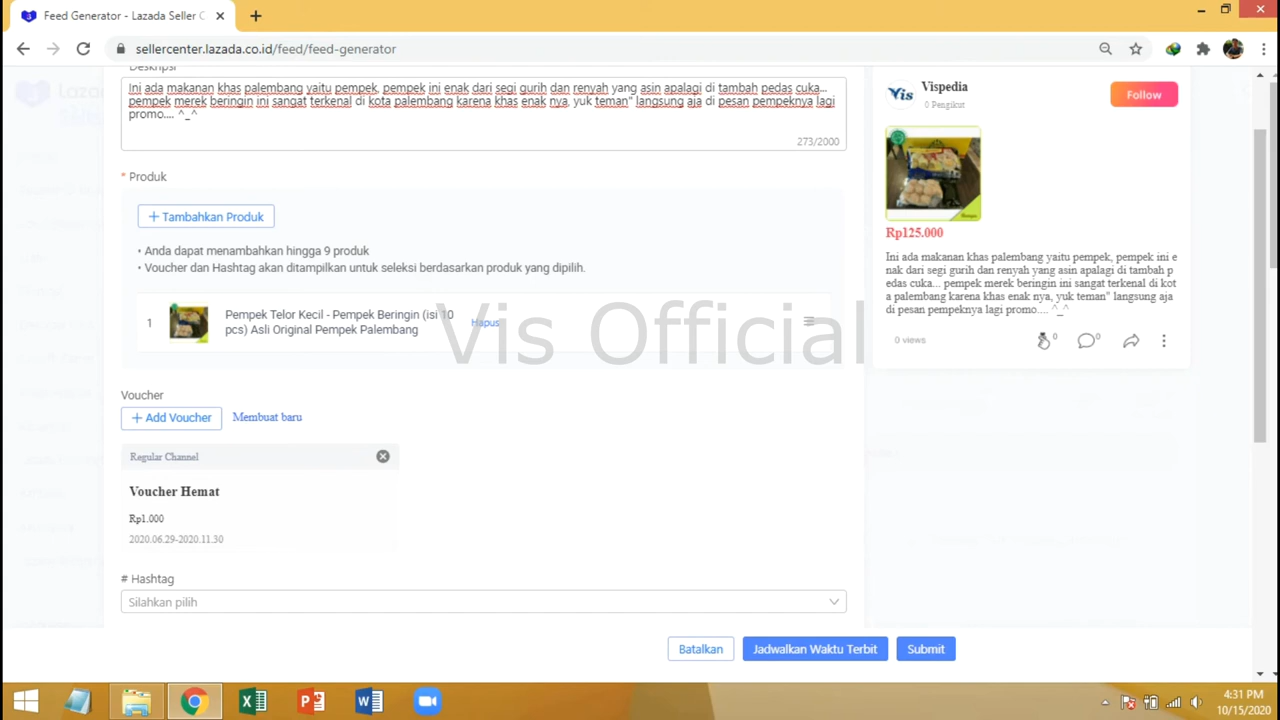 Feed Generator - Lazada Seller C
sellercenter.lazada.co.id/feed/feed-generator
Deskripsi
Ini ada makanan khas palembang yaitu pempek, pempek ini enak dari segi gurih dan renyah yang asin apalagi di tambah pedas cuka...
pempek merek beringin ini sangat terkenal di kota palembang karena khas enak nya, yuk teman" langsung aja di pesan pempeknya lagi
promo.... ^_^
273/2000
* Produk
+ Tambahkan Produk
• Anda dapat menambahkan hingga 9 produk
• Voucher dan Hashtag akan ditampilkan untuk seleksi berdasarkan produk yang dipilih.
1
Pempek Telor Kecil - Pempek Beringin (isi 10
pcs) Asli Original Pempek Palembang
Hapus
Vis Official
Voucher
+ Add Voucher
Membuat baru
Regular Channel
Voucher Hemat
Rp1.000
2020.06.29-2020.11.30
# Hashtag
Silahkan pilih
Batalkan
Jadwalkan Waktu Terbit
Submit
Vis
Vispedia
0 Pengikut
Follow
Rp125.000
Ini ada makanan khas palembang yaitu pempek, pempek ini e
nak dari segi gurih dan renyah yang asin apalagi di tambah p
edas cuka... pempek merek beringin ini sangat terkenal di kot
a palembang karena khas enak nya, yuk teman" langsung aja
di pesan pempeknya lagi promo.... ^_^
0 views
0
0
4:31 PM
10/15/2020